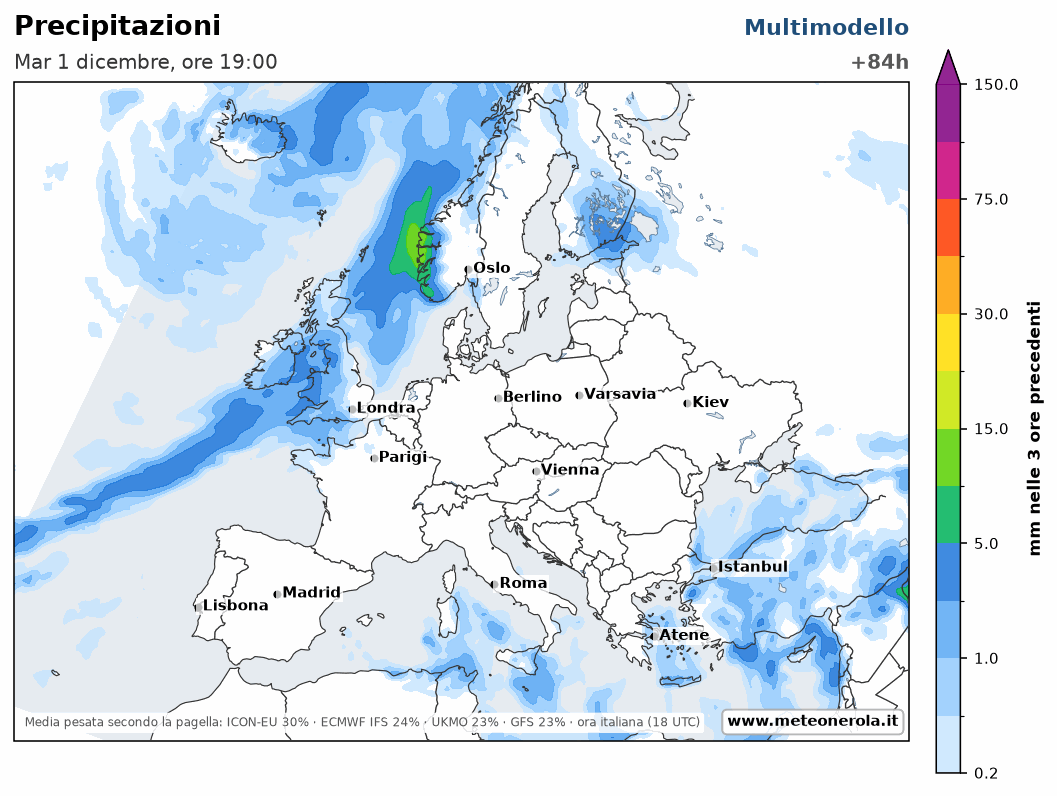 Precipitazioni
Multimodello
Mar 1 dicembre, ore 19:00
+84h
150.0
75.0
30.0
15.0
5.0
1.0
0.2
mm nelle 3 ore precedenti
Oslo
Londra
Berlino
Varsavia
Kiev
Parigi
Vienna
Istanbul
Roma
Madrid
Lisbona
Atene
Media pesata secondo la pagella: ICON-EU 30% · ECMWF IFS 24% · UKMO 23% · GFS 23% · ora italiana (18 UTC)
www.meteonerola.it